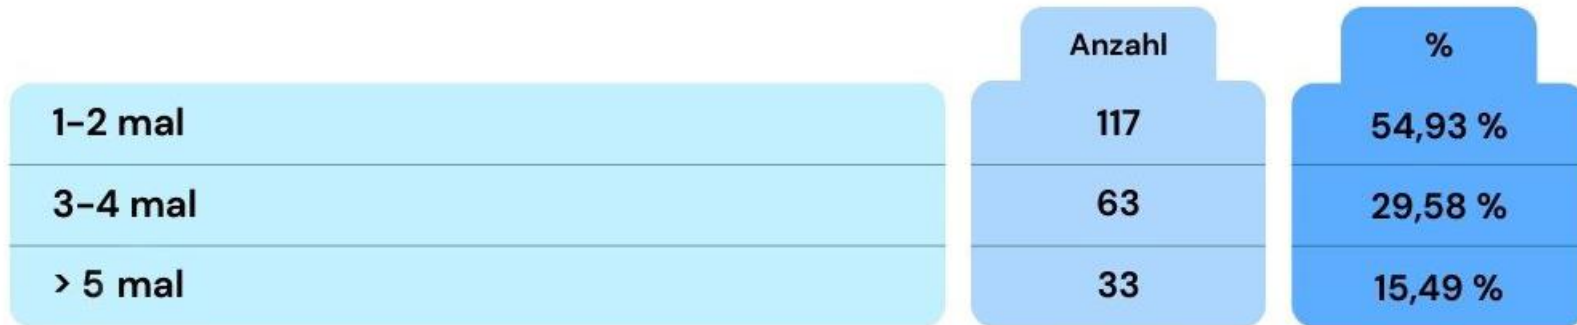 Anzahl %
1-2 mal 117 54,93 %
3-4 mal 63 29,58 %
> 5 mal 33 15,49 %